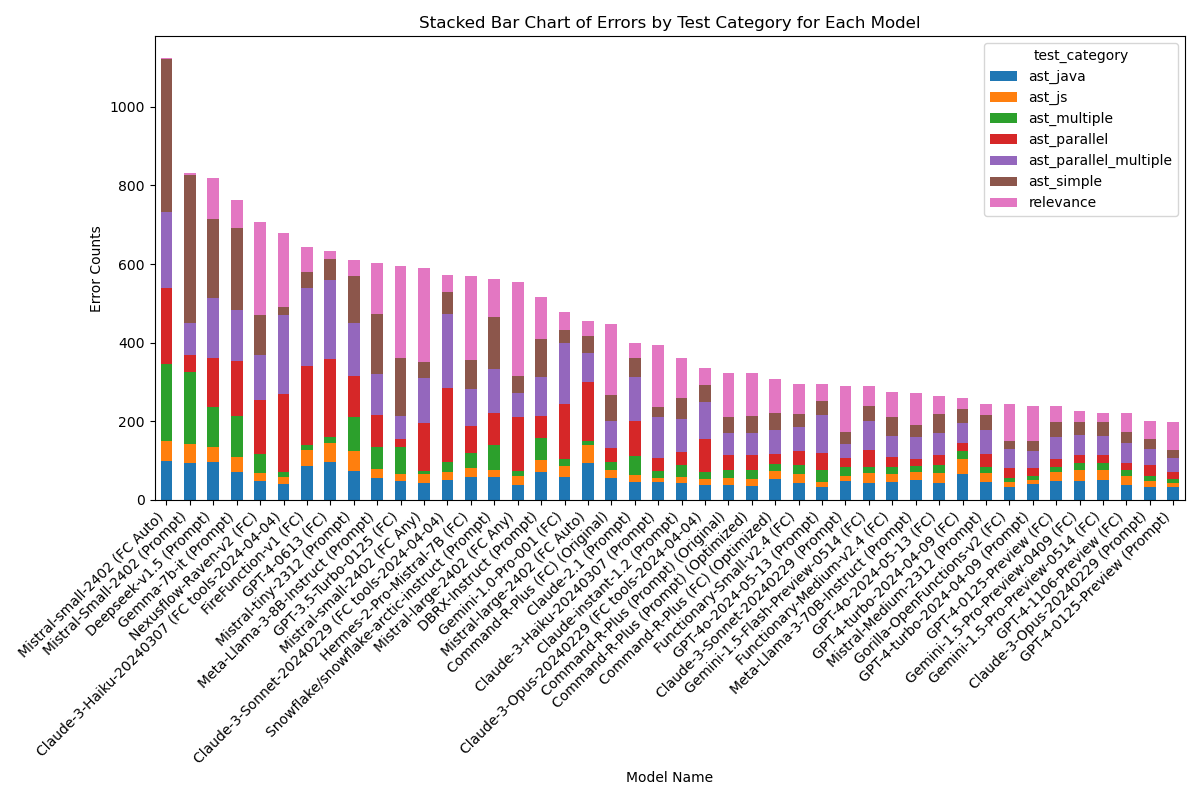 Stacked Bar Chart of Errors by Test Category for Each Model
test_category
ast_java
ast_js
ast_multiple
ast_parallel
ast_parallel_multiple
ast_simple
relevance
Error Counts
1000
800
600
400
200
0
Mistral-small-2402 (FC Auto)
Mistral-Small-2402 (Prompt)
Deepseek-v1.5 (Prompt)
Gemma-7b-it (Prompt)
Nexusflow-Raven-v2 (FC)
Claude-3-Haiku-20240307 (FC tools-2024-04-04)
FireFunction-v1 (FC)
GPT-4-0613 (FC)
Mistral-tiny-2312 (Prompt)
Meta-Llama-3-8B-Instruct (Prompt)
GPT-3.5-Turbo-0125 (FC)
Mistral-small-2402 (FC Any)
Claude-3-Sonnet-20240229 (FC tools-2024-04-04)
Hermes-2-Pro-Mistral-7B (FC)
Snowflake/snowflake-arctic-instruct (Prompt)
Mistral-large-2402 (FC Any)
DBRX-Instruct (Prompt)
Gemini-1.0-Pro-001 (FC)
Mistral-large-2402 (FC Auto)
Command-R-Plus (FC) (Original)
Claude-2.1 (Prompt)
Claude-3-Haiku-20240307 (Prompt)
Claude-instant-1.2 (Prompt)
Claude-3-Opus-20240229 (FC tools-2024-04-04)
Command-R-Plus (Prompt) (Original)
Command-R-Plus (Prompt) (Optimized)
Command-R-Plus (FC) (Optimized)
Functionary-Small-v2.4 (FC)
GPT-4o-2024-05-13 (Prompt)
Claude-3-Sonnet-20240229 (Prompt)
Gemini-1.5-Flash-Preview-0514 (FC)
Functionary-Medium-v2.4 (FC)
Meta-Llama-3-70B-Instruct (Prompt)
GPT-4o-2024-05-13 (FC)
GPT-4-turbo-2024-04-09 (FC)
Mistral-Medium-2312 (Prompt)
Gorilla-OpenFunctions-v2 (FC)
GPT-4-turbo-2024-04-09 (Prompt)
GPT-4-0125-Preview (FC)
Gemini-1.5-Pro-Preview-0409 (FC)
Gemini-1.5-Pro-Preview-0514 (FC)
GPT-4-1106-Preview (FC)
Claude-3-Opus-20240229 (Prompt)
GPT-4-0125-Preview (Prompt)
Model Name